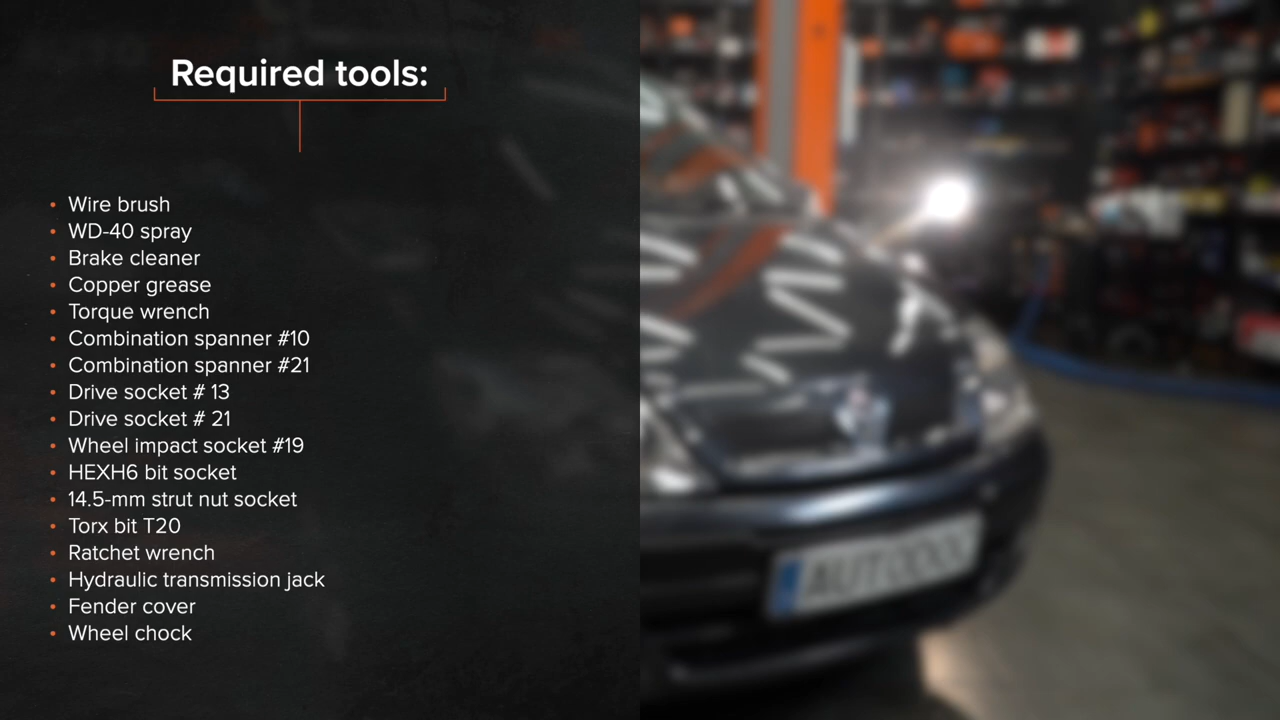 Required tools:
• Wire brush
• WD-40 spray
• Brake cleaner
• Copper grease
• Torque wrench
• Combination spanner #10
• Combination spanner #21
• Drive socket # 13
• Drive socket # 21
• Wheel impact socket #19
• HEXH6 bit socket
• 14.5-mm strut nut socket
• Torx bit T20
• Ratchet wrench
• Hydraulic transmission jack
• Fender cover
• Wheel chock
AUTODOC